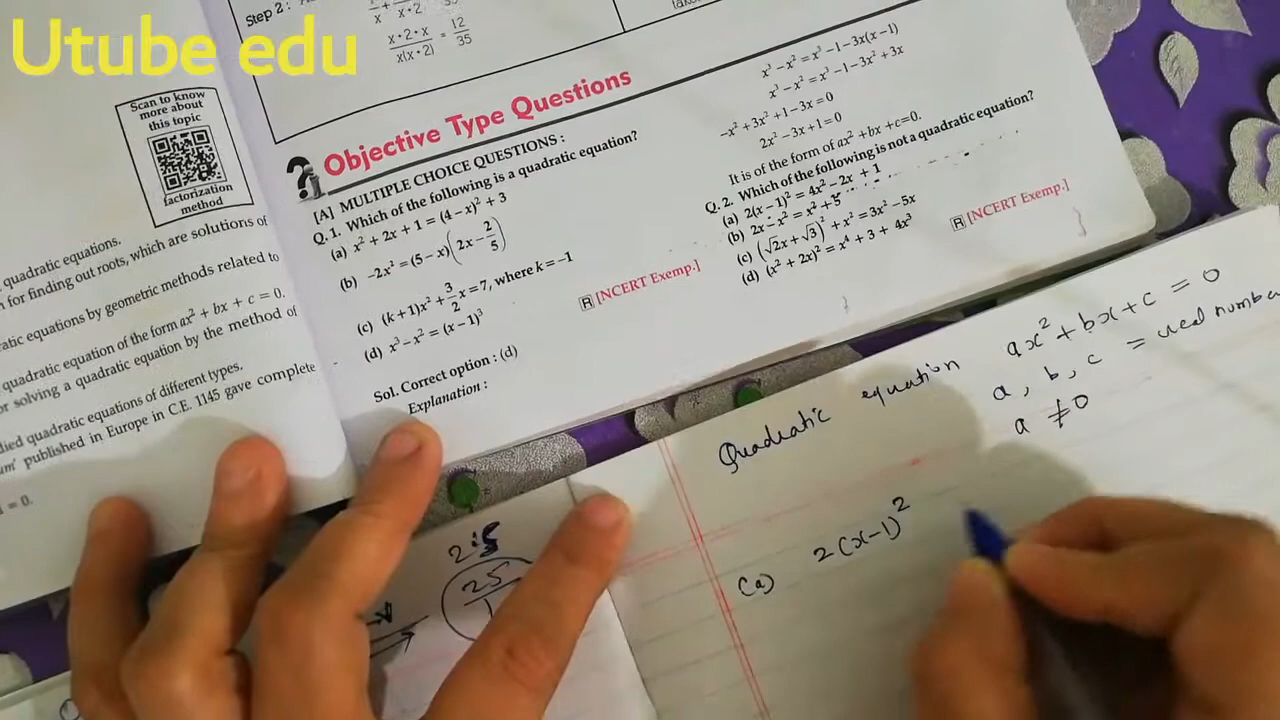 Utube edu
Scan to know
more about
this topic
factorization
method
quadratic equations.
for finding out roots, which are solutions of
equations by geometric methods related to
quadratic equation of the form ax² + bx + c = 0.
solving a quadratic equation by the method of
quadratic equations of different types.
published in Europe in C.E. 1145 gave complete
= 0.
Step 2 :
x • 2 • x / x(x • 2) = 12/35
Objective Type Questions
[A] MULTIPLE CHOICE QUESTIONS :
Q. 1. Which of the following is a quadratic equation?
(a) x² + 2x + 1 = (4 – x)² + 3
(b) –2x² = (5 – x)(2x – 2/5)
(c) (k + 1)x² + 3/2 x = 7, where k = –1
(d) x³ – x² = (x – 1)³
R [NCERT Exemp.]
Sol. Correct option : (d)
Explanation :
x³ – x² = x³ – 1 – 3x(x – 1)
x³ – x² = x³ – 1 – 3x² + 3x
–x² + 3x² + 1 – 3x = 0
2x² – 3x + 1 = 0
It is of the form of ax² + bx + c = 0.
Q. 2. Which of the following is not a quadratic equation?
(a) 2(x – 1)² = 4x² – 2x + 1
(b) 2x – x² = x² + 5
(c) (√2x + √3)² + x² = 3x² – 5x
(d) (x² + 2x)² = x⁴ + 3 + 4x³
R [NCERT Exemp.]
Quadratic equation ax² + bx + c = 0
a, b, c = real number
a ≠ 0
(a) 2(x–1)²
2:5
25